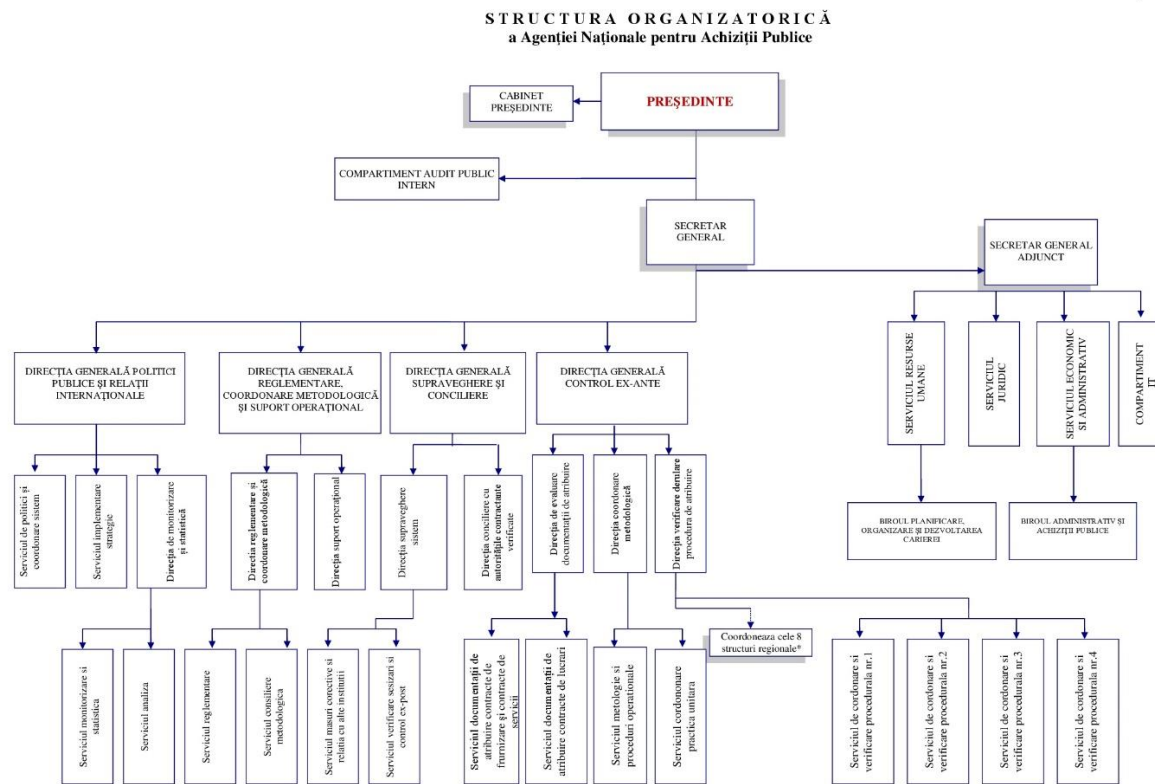 S T R U C T U R A   O R G A N I Z A T O R I C Ă
a Agenției Naționale pentru Achiziții Publice
CABINET
PREȘEDINTE
PREȘEDINTE
COMPARTIMENT AUDIT PUBLIC
INTERN
SECRETAR
GENERAL
SECRETAR GENERAL
ADJUNCT
DIRECȚIA GENERALĂ POLITICI
PUBLICE ȘI RELAȚII
INTERNAȚIONALE
DIRECȚIA GENERALĂ
REGLEMENTARE,
COORDONARE METODOLOGICĂ
ȘI SUPORT OPERAȚIONAL
DIRECȚIA GENERALĂ
SUPRAVEGHERE ȘI
CONCILIERE
DIRECȚIA GENERALĂ
CONTROL EX-ANTE
SERVICIUL RESURSE
UMANE
SERVICIUL
JURIDIC
SERVICIUL ECONOMIC
SI ADMINISTRATIV
COMPARTIMENT
IT
Serviciul de politici și
coordonare sistem
Serviciul implementare
strategie
Direcția de monitorizare
și statistică
Direcția reglementare și
coordonare metodologică
Direcția suport operațional
Direcția supraveghere
sistem
Direcția conciliere cu
autoritățile contractante
verificate
Direcția de evaluare
documentații de atribuire
Direcția coordonare
metodologică
Direcția verificare derulare
procedura de atribuire
BIROUL PLANIFICARE,
ORGANIZARE ȘI DEZVOLTAREA
CARIEREI
BIROUL ADMINISTRATIV ȘI
ACHIZIȚII PUBLICE
Serviciul monitorizare si
statistica
Serviciul analiza
Serviciul reglementare
Serviciul consiliere
metodologica
Serviciul masuri corective si
relatia cu alte institutii
Serviciul verificare sesizari si
control ex-post
Serviciul documentații de
atribuire contracte de
frurnizare și contracte de
servicii
Serviciul documentații de
atribuire contracte de lucrari
Serviciul metologie si
proceduri operationale
Serviciul cordononare
practica unitara
Coordoneaza cele 8
structuri regionale*
Serviciul de cordonare si
verificare procedurala nr.1
Serviciul de cordonare si
verificare procedurala nr.2
Serviciul de cordonare si
verificare procedurala nr.3
Serviciul de cordonare si
verificare procedurala nr.4